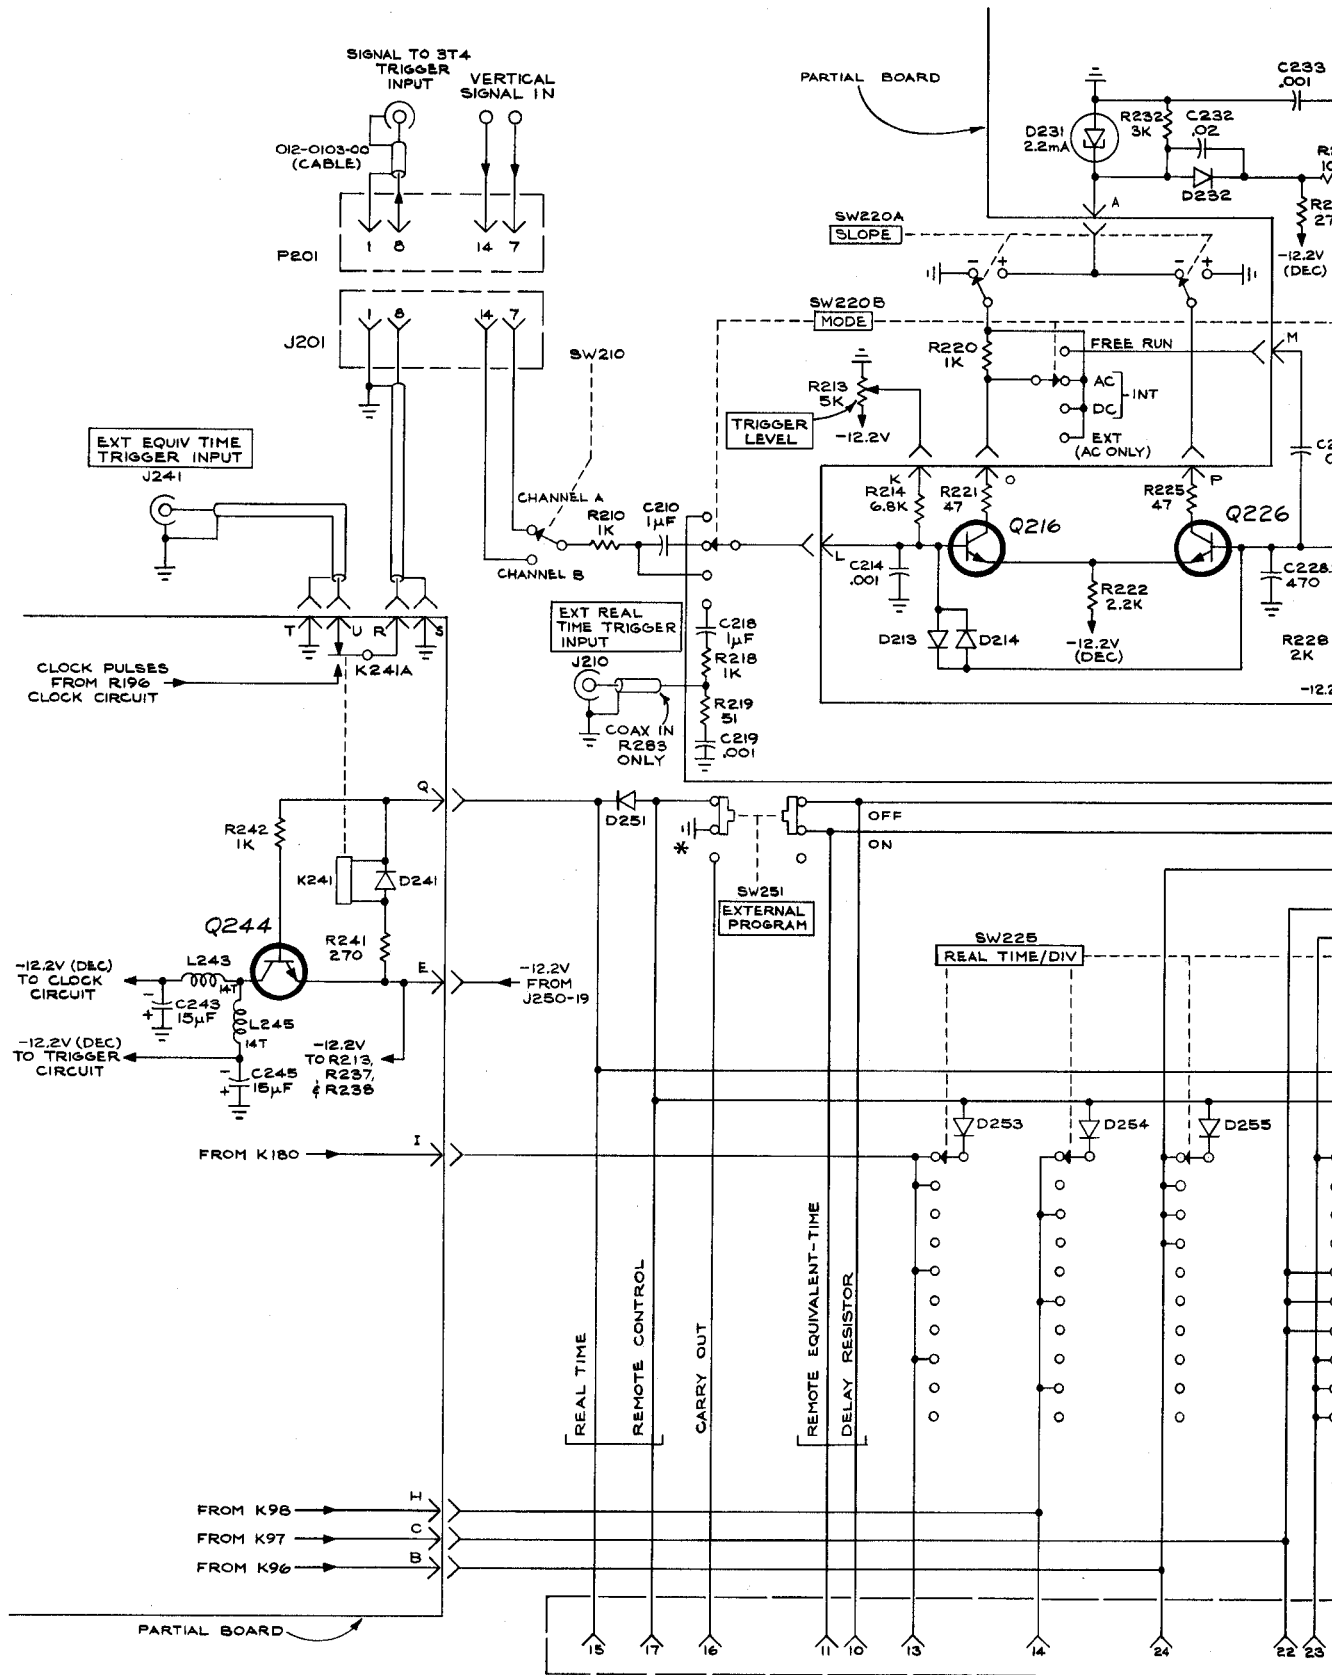 SIGNAL TO 3T4
TRIGGER
INPUT
VERTICAL
SIGNAL IN
012-0103-00
(CABLE)
1
8
14
7
P201
1
8
14
7
J201
PARTIAL BOARD
D231
2.2mA
R232
3K
C232
.02
C233
.001
D232
A
-12.2V
(DEC)
SW220A
SLOPE
-
+
-
+
SW220B
MODE
R220
1K
FREE RUN
M
AC
INT
DC
EXT
(AC ONLY)
R213
5K
-12.2V
TRIGGER
LEVEL
SW210
EXT EQUIV TIME
TRIGGER INPUT
J241
CHANNEL A
CHANNEL B
R210
1K
C210
1µF
K
O
P
R214
6.8K
R221
47
R225
47
Q216
Q226
L
C214
.001
R222
2.2K
-12.2V
(DEC)
C228
470
D213
D214
R228
2K
EXT REAL
TIME TRIGGER
INPUT
J210
C218
1µF
R218
1K
R219
51
C219
.001
COAX IN
R283
ONLY
T
U
R
S
K241A
CLOCK PULSES
FROM R196
CLOCK CIRCUIT
Q
D251
*
OFF
ON
SW251
EXTERNAL
PROGRAM
R242
1K
K241
D241
Q244
R241
270
-12.2V (DEC)
TO CLOCK
CIRCUIT
L243
14T
C243
15µF
-
+
L245
14T
-12.2V (DEC)
TO TRIGGER
CIRCUIT
-
+
C245
15µF
-12.2V
TO R213,
R237,
& R238
E
-12.2V
FROM
J250-19
SW225
REAL TIME/DIV
D253
D254
D255
FROM K180
I
REAL TIME
REMOTE CONTROL
CARRY OUT
REMOTE EQUIVALENT-TIME
DELAY RESISTOR
FROM K98
H
FROM K97
C
FROM K96
B
PARTIAL BOARD
15
17
16
11
10
13
14
24
22
23